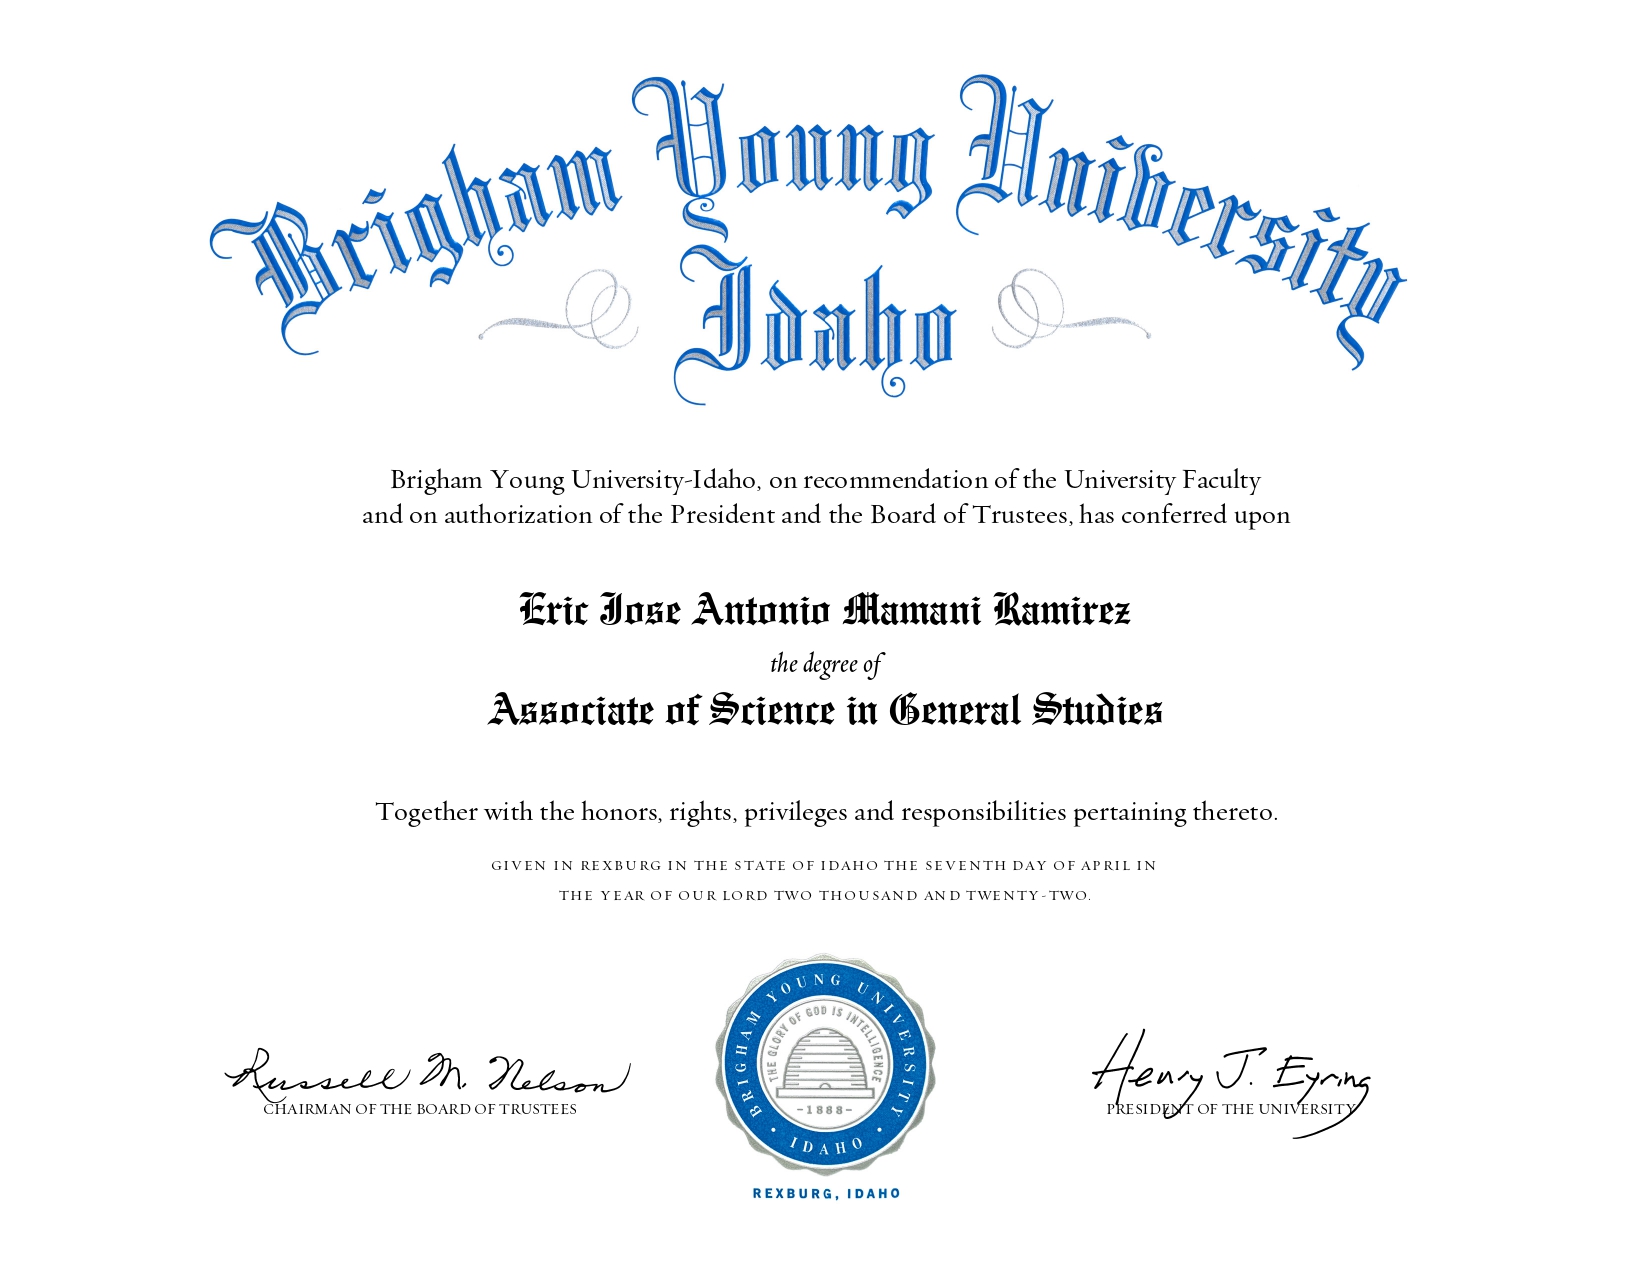 Brigham Young University
Idaho
Brigham Young University-Idaho, on recommendation of the University Faculty
and on authorization of the President and the Board of Trustees, has conferred upon
Eric Jose Antonio Mamani Ramirez
the degree of
Associate of Science in General Studies
Together with the honors, rights, privileges and responsibilities pertaining thereto.
GIVEN IN REXBURG IN THE STATE OF IDAHO THE SEVENTH DAY OF APRIL IN
THE YEAR OF OUR LORD TWO THOUSAND AND TWENTY-TWO.
Russell M. Nelson
CHAIRMAN OF THE BOARD OF TRUSTEES
BRIGHAM YOUNG UNIVERSITY
THE GLORY OF GOD IS INTELLIGENCE
-1888-
• IDAHO •
REXBURG, IDAHO
Henry J. Eyring
PRESIDENT OF THE UNIVERSITY